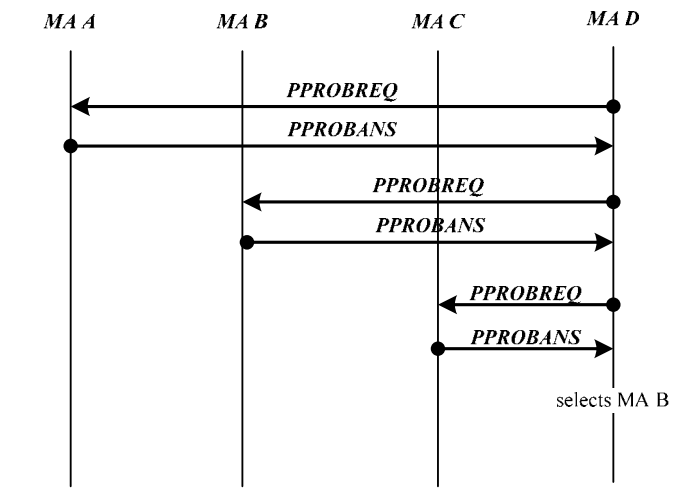 MA A MA B MA C MA D
PPROBREQ
PPROBANS
PPROBREQ
PPROBANS
PPROBREQ
PPROBANS
selects MA B